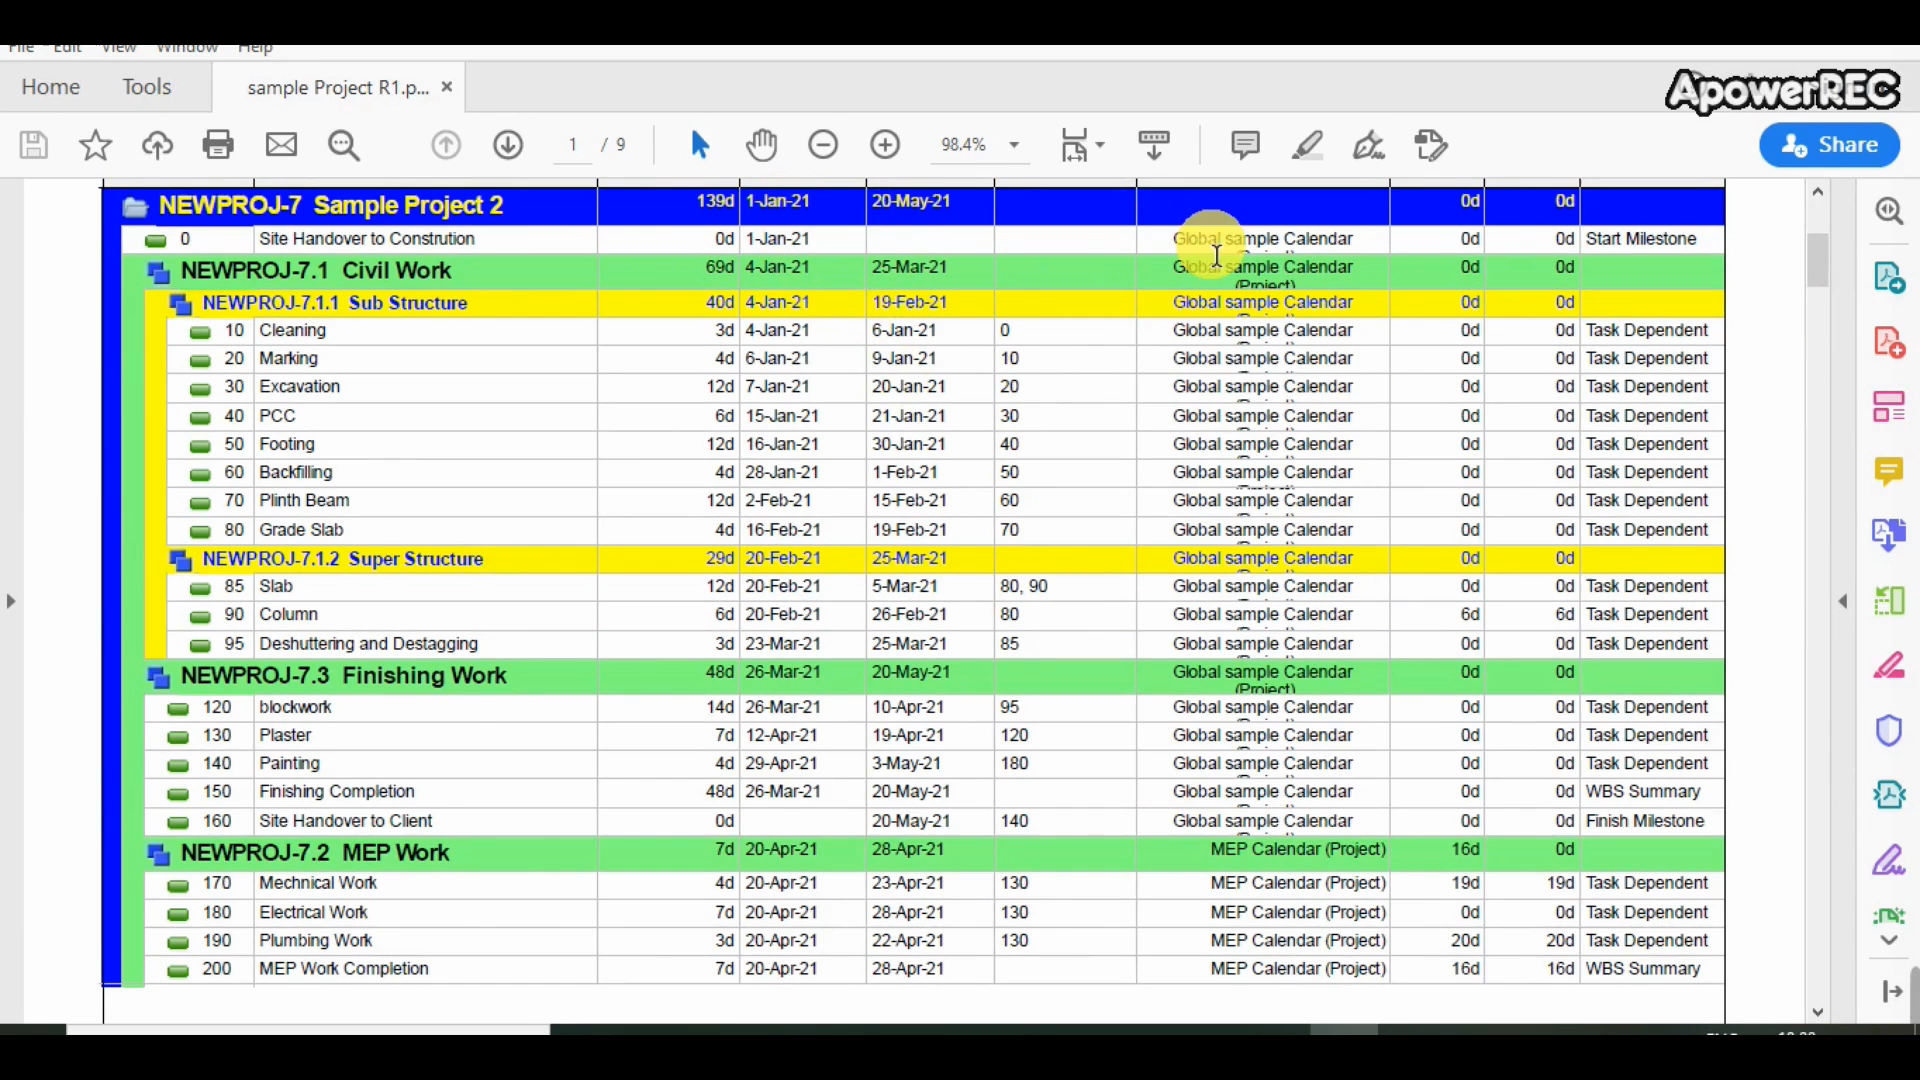 File Edit View Window Help
Home Tools sample Project R1.p... ×
ApowerREC
1 / 9 98.4% Share
NEWPROJ-7 Sample Project 2 139d 1-Jan-21 20-May-21 0d 0d
0 Site Handover to Constrution 0d 1-Jan-21 Global sample Calendar 0d 0d Start Milestone
NEWPROJ-7.1 Civil Work 69d 4-Jan-21 25-Mar-21 Global sample Calendar (Project) 0d 0d
NEWPROJ-7.1.1 Sub Structure 40d 4-Jan-21 19-Feb-21 Global sample Calendar 0d 0d
10 Cleaning 3d 4-Jan-21 6-Jan-21 0 Global sample Calendar 0d 0d Task Dependent
20 Marking 4d 6-Jan-21 9-Jan-21 10 Global sample Calendar 0d 0d Task Dependent
30 Excavation 12d 7-Jan-21 20-Jan-21 20 Global sample Calendar 0d 0d Task Dependent
40 PCC 6d 15-Jan-21 21-Jan-21 30 Global sample Calendar 0d 0d Task Dependent
50 Footing 12d 16-Jan-21 30-Jan-21 40 Global sample Calendar 0d 0d Task Dependent
60 Backfilling 4d 28-Jan-21 1-Feb-21 50 Global sample Calendar 0d 0d Task Dependent
70 Plinth Beam 12d 2-Feb-21 15-Feb-21 60 Global sample Calendar 0d 0d Task Dependent
80 Grade Slab 4d 16-Feb-21 19-Feb-21 70 Global sample Calendar 0d 0d Task Dependent
NEWPROJ-7.1.2 Super Structure 29d 20-Feb-21 25-Mar-21 Global sample Calendar 0d 0d
85 Slab 12d 20-Feb-21 5-Mar-21 80, 90 Global sample Calendar 0d 0d Task Dependent
90 Column 6d 20-Feb-21 26-Feb-21 80 Global sample Calendar 6d 6d Task Dependent
95 Deshuttering and Destagging 3d 23-Mar-21 25-Mar-21 85 Global sample Calendar 0d 0d Task Dependent
NEWPROJ-7.3 Finishing Work 48d 26-Mar-21 20-May-21 Global sample Calendar (Project) 0d 0d
120 blockwork 14d 26-Mar-21 10-Apr-21 95 Global sample Calendar 0d 0d Task Dependent
130 Plaster 7d 12-Apr-21 19-Apr-21 120 Global sample Calendar 0d 0d Task Dependent
140 Painting 4d 29-Apr-21 3-May-21 180 Global sample Calendar 0d 0d Task Dependent
150 Finishing Completion 48d 26-Mar-21 20-May-21 Global sample Calendar 0d 0d WBS Summary
160 Site Handover to Client 0d 20-May-21 140 Global sample Calendar 0d 0d Finish Milestone
NEWPROJ-7.2 MEP Work 7d 20-Apr-21 28-Apr-21 MEP Calendar (Project) 16d 0d
170 Mechnical Work 4d 20-Apr-21 23-Apr-21 130 MEP Calendar (Project) 19d 19d Task Dependent
180 Electrical Work 7d 20-Apr-21 28-Apr-21 130 MEP Calendar (Project) 0d 0d Task Dependent
190 Plumbing Work 3d 20-Apr-21 22-Apr-21 130 MEP Calendar (Project) 20d 20d Task Dependent
200 MEP Work Completion 7d 20-Apr-21 28-Apr-21 MEP Calendar (Project) 16d 16d WBS Summary